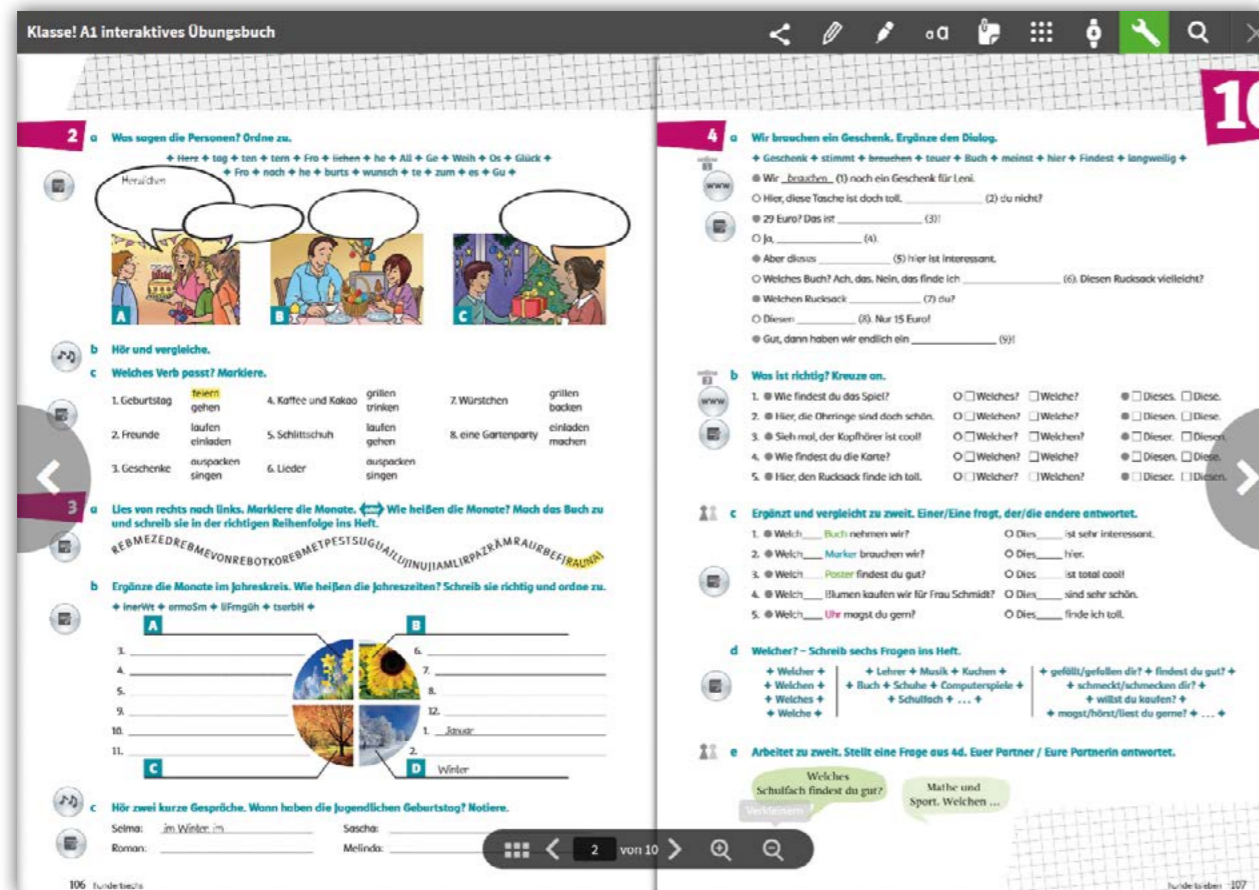 Klasse! A1 interaktives Übungsbuch
2 a Was sagen die Personen? Ordne zu.
+ Herz + tag + ten + tern + Fro + lichen + he + All + Ge + Weih + Os + Glück +
+ Fro + nach + he + burts + wunsch + te + zum + es + Gu +
Herzlichen
A B C
b Hör und vergleiche.
c Welches Verb passt? Markiere.
1. Geburtstag feiern gehen
4. Kaffee und Kakao grillen trinken
7. Würstchen grillen backen
2. Freunde laufen einladen
5. Schlittschuh laufen gehen
8. eine Gartenparty einladen machen
3. Geschenke auspacken singen
6. Lieder auspacken singen
3 a Lies von rechts nach links. Markiere die Monate. Wie heißen die Monate? Mach das Buch zu
und schreib sie in der richtigen Reihenfolge ins Heft.
REBMEZEDREBMEVONREBOTKOREBMETPESTSUGUAILUJINUJIAMLIRPAZRÄMRAURBEFRAUNAJ
b Ergänze die Monate im Jahreskreis. Wie heißen die Jahreszeiten? Schreib sie richtig und ordne zu.
+ inerWt + ermoSm + liFrngüh + tserbH +
A B
3. 6.
4. 7.
5. 8.
9. 12.
10. 1. Januar
11. 2.
C D Winter
c Hör zwei kurze Gespräche. Wann haben die Jugendlichen Geburtstag? Notiere.
Selma: im Winter, im Sascha:
Roman: Melinda:
106 hundertsechs
10
4 a Wir brauchen ein Geschenk. Ergänze den Dialog.
+ Geschenk + stimmt + brauchen + teuer + Buch + meinst + hier + Findest + langweilig +
Wir brauchen (1) noch ein Geschenk für Leni.
Hier, diese Tasche ist doch toll. (2) du nicht?
29 Euro? Das ist (3)!
Ja, (4).
Aber dieses (5) hier ist interessant.
Welches Buch? Ach, das. Nein, das finde ich (6). Diesen Rucksack vielleicht?
Welchen Rucksack (7) du?
Diesen (8). Nur 15 Euro!
Gut, dann haben wir endlich ein (9)!
www
b Was ist richtig? Kreuze an.
1. Wie findest du das Spiel? Welches? Welche? Dieses. Diese.
2. Hier, die Ohrringe sind doch schön. Welchen? Welche? Diesen. Diese.
3. Sieh mal, der Kopfhörer ist cool! Welcher? Welchen? Dieser. Diesen.
4. Wie findest du die Karte? Welchen? Welche? Diesen. Diese.
5. Hier, den Rucksack finde ich toll. Welcher? Welchen? Dieser. Diesen.
www
c Ergänzt und vergleicht zu zweit. Einer/Eine fragt, der/die andere antwortet.
1. Welch___ Buch nehmen wir? Dies____ ist sehr interessant.
2. Welch___ Marker brauchen wir? Dies____ hier.
3. Welch___ Poster findest du gut? Dies____ ist total cool!
4. Welch___ Blumen kaufen wir für Frau Schmidt? Dies____ sind sehr schön.
5. Welch___ Uhr magst du gern? Dies____ finde ich toll.
d Welcher? – Schreib sechs Fragen ins Heft.
+ Welcher + + Lehrer + Musik + Kuchen + + gefällt/gefallen dir? + findest du gut? +
+ Welchen + + Buch + Schuhe + Computerspiele + + schmeckt/schmecken dir? +
+ Welches + + Schulfach + ... + + willst du kaufen? +
+ Welche + + magst/hörst/liest du gerne? + ... +
e Arbeitet zu zweit. Stellt eine Frage aus 4d. Euer Partner / Eure Partnerin antwortet.
Welches
Schulfach findest du gut?
Mathe und
Sport. Welchen ...
Verkleinern
2 von 10
hundertsieben 107